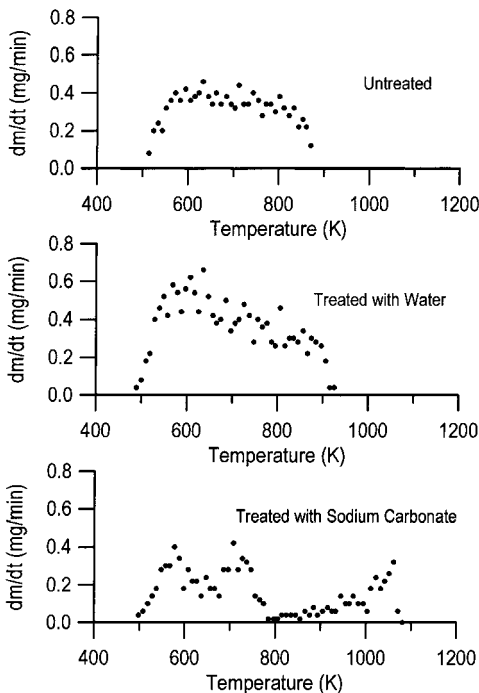 0.8
0.6
0.4
0.2
0.0
dm/dt (mg/min)
Untreated
400 600 800 1000 1200
Temperature (K)
0.8
0.6
0.4
0.2
0.0
dm/dt (mg/min)
Treated with Water
400 600 800 1000 1200
Temperature (K)
0.8
0.6
0.4
0.2
0.0
dm/dt (mg/min)
Treated with Sodium Carbonate
400 600 800 1000 1200
Temperature (K)